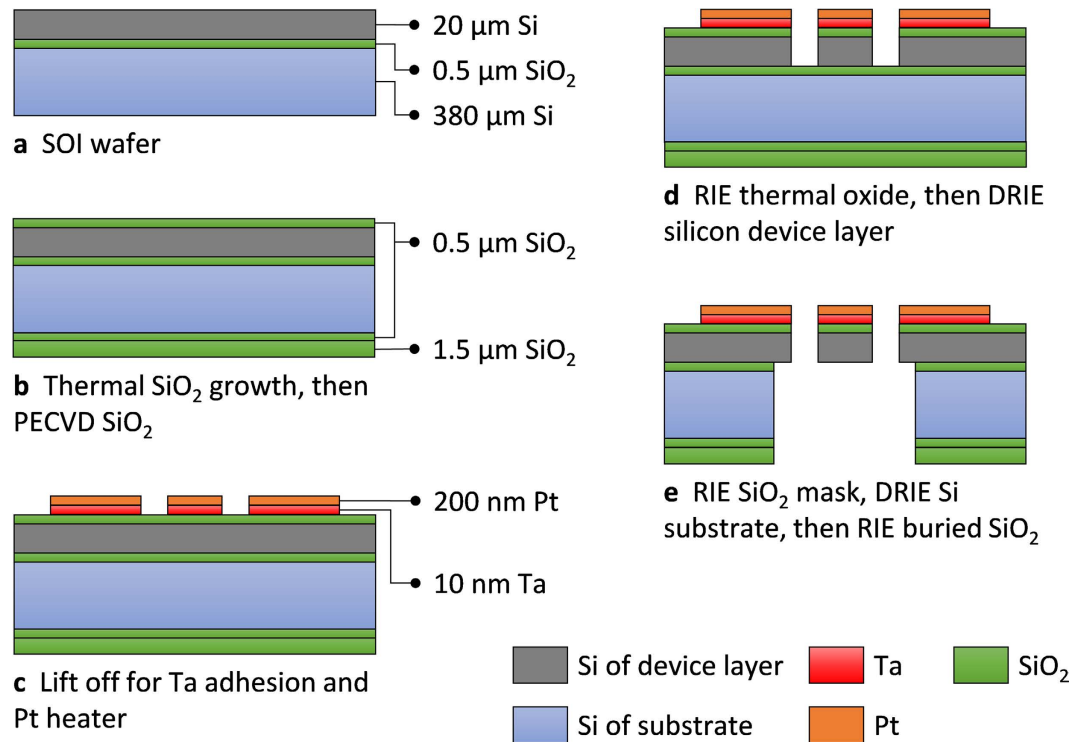 20 μm Si
0.5 μm SiO₂
380 μm Si
a SOI wafer
0.5 μm SiO₂
1.5 μm SiO₂
b Thermal SiO₂ growth, then
PECVD SiO₂
200 nm Pt
10 nm Ta
c Lift off for Ta adhesion and
Pt heater
d RIE thermal oxide, then DRIE
silicon device layer
e RIE SiO₂ mask, DRIE Si
substrate, then RIE buried SiO₂
Si of device layer
Ta
SiO₂
Si of substrate
Pt